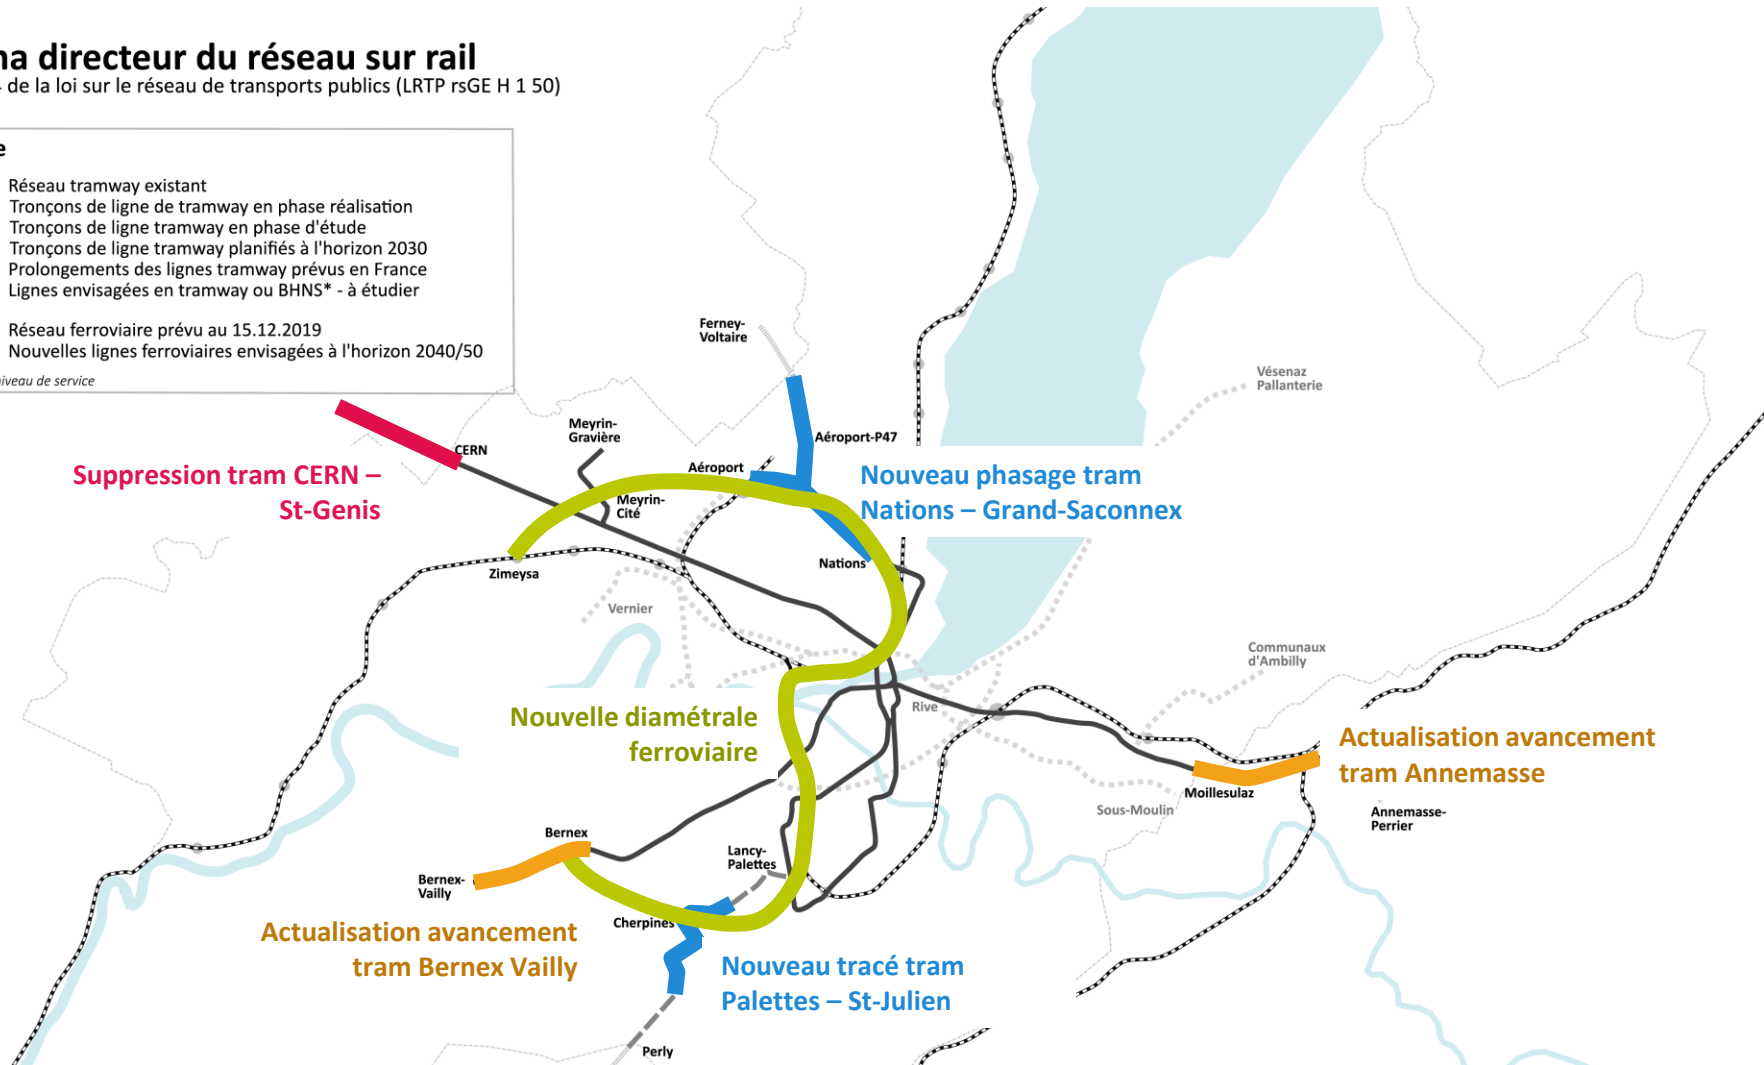 ma directeur du réseau sur rail
de la loi sur le réseau de transports publics (LRTP rsGE H 1 50)
e
Réseau tramway existant
Tronçons de ligne de tramway en phase réalisation
Tronçons de ligne tramway en phase d'étude
Tronçons de ligne tramway planifiés à l'horizon 2030
Prolongements des lignes tramway prévus en France
Lignes envisagées en tramway ou BHNS* - à étudier
Réseau ferroviaire prévu au 15.12.2019
Nouvelles lignes ferroviaires envisagées à l'horizon 2040/50
niveau de service
Ferney-
Voltaire
Vésenaz
Pallanterie
Meyrin-
Gravière
Aéroport-P47
CERN
Aéroport
Suppression tram CERN –
St-Genis
Nouveau phasage tram
Nations – Grand-Saconnex
Meyrin-
Cité
Zimeysa
Nations
Vernier
Communaux
d'Ambilly
Rive
Nouvelle diamétrale
ferroviaire
Actualisation avancement
tram Annemasse
Moillesulaz
Sous-Moulin
Annemasse-
Perrier
Bernex
Lancy-
Palettes
Bernex-
Vailly
Cherpines
Actualisation avancement
tram Bernex Vailly
Nouveau tracé tram
Palettes – St-Julien
Perly